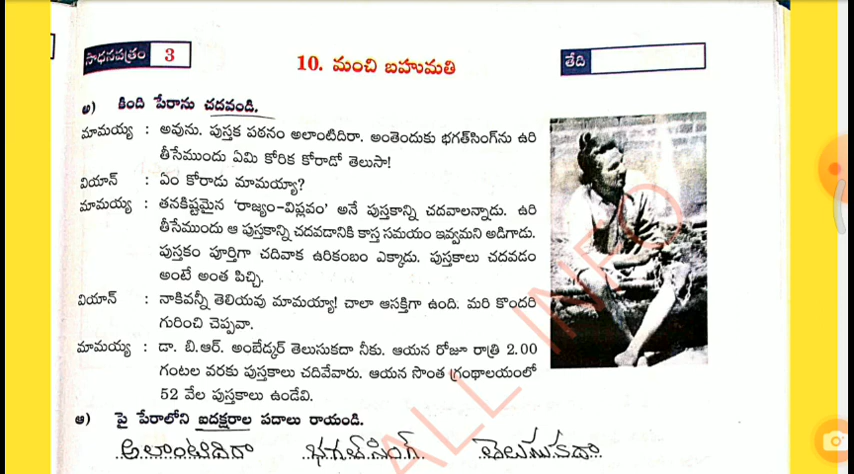 సాధనపత్రం 3
10. మంచి బహుమతి
తేది
అ) కింది పేరాను చదవండి.
మామయ్య : అవును. పుస్తక పఠనం అలాంటిదిరా. అంతెందుకు భగత్‌సింగ్‌ను ఉరి
తీసేముందు ఏమి కోరిక కోరాడో తెలుసా!
వియాన్ : ఏం కోరాడు మామయ్యా?
మామయ్య : తనకిష్టమైన 'రాజ్యం-విప్లవం' అనే పుస్తకాన్ని చదవాలన్నాడు. ఉరి
తీసేముందు ఆ పుస్తకాన్ని చదవడానికి కాస్త సమయం ఇవ్వమని అడిగాడు.
పుస్తకం పూర్తిగా చదివాక ఉరికంబం ఎక్కాడు. పుస్తకాలు చదవడం
అంటే అంత పిచ్చి.
వియాన్ : నాకివన్నీ తెలియవు మామయ్యా! చాలా ఆసక్తిగా ఉంది. మరి కొందరి
గురించి చెప్పవా.
మామయ్య : డా. బి.ఆర్. అంబేద్కర్ తెలుసుకదా నీకు. ఆయన రోజూ రాత్రి 2.00
గంటల వరకు పుస్తకాలు చదివేవారు. ఆయన సొంత గ్రంథాలయంలో
52 వేల పుస్తకాలు ఉండేవి.
ఆ) పై పేరాలోని ఐదక్షరాల పదాలు రాయండి.
అలాంటిదిరా భగత్‌సింగ్ తెలుసుకదా
ALL INFO